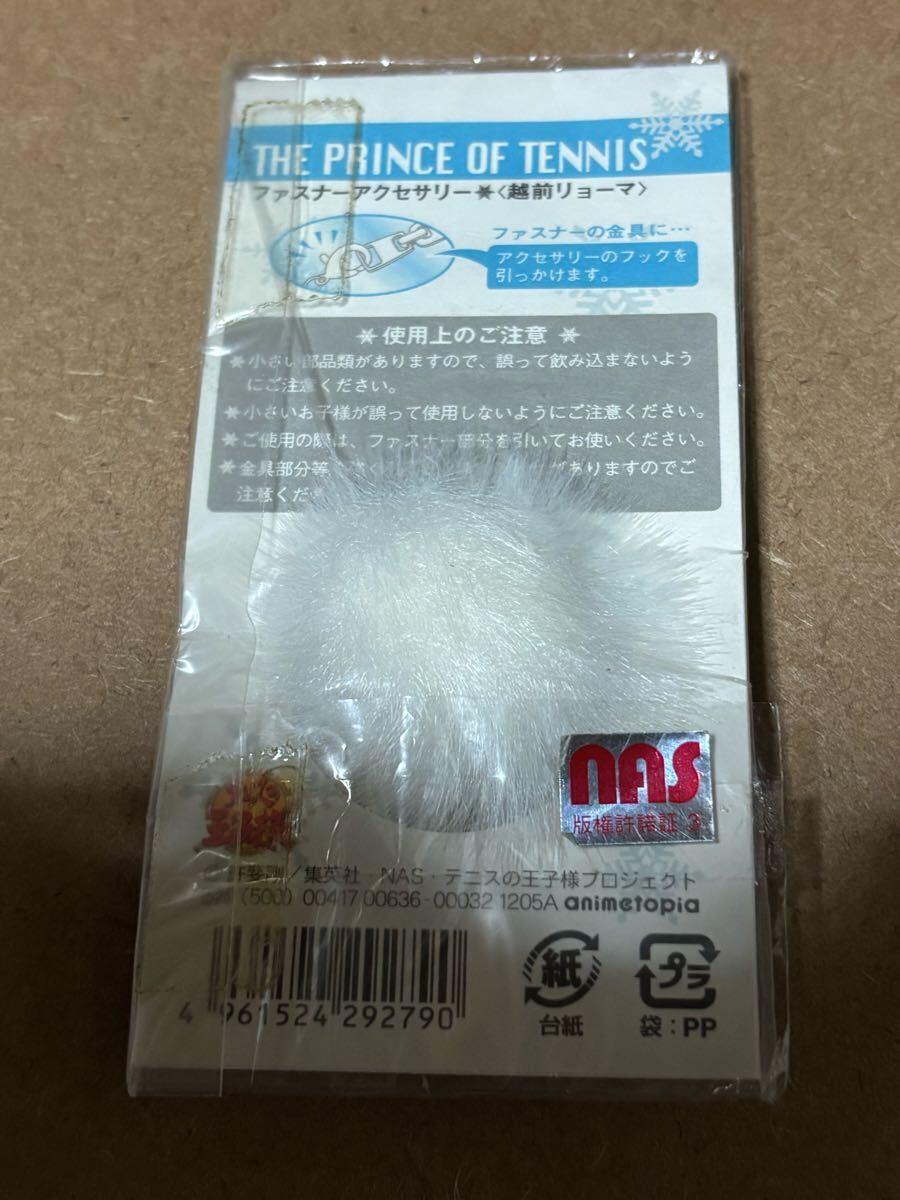 THE PRINCE OF TENNIS
ファスナーアクセサリー＊〈越前リョーマ〉
ファスナーの金具に…
アクセサリーのフックを
引っかけます。
＊使用上のご注意＊
＊小さい部品類がありますので、誤って飲み込まないよう
にご注意ください。
＊小さいお子様が誤って使用しないようにご注意ください。
＊ご使用の際は、ファスナー部分を引いてお使いください。
＊金具部分等 がありますのでご
注意くだ
nas
版権許諾証 3
許斐剛／集英社・NAS・テニスの王子様プロジェクト
(500) 00417 00636-00032 1205A animetopia
4 961524 292790
紙
台紙
プラ
袋：PP